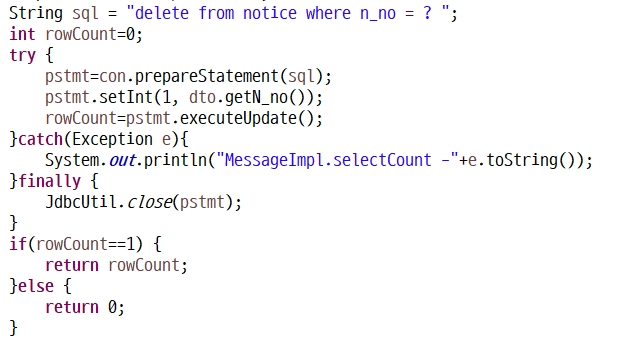 String sql = "delete from notice where n_no = ? ";
int rowCount=0;
try {
    pstmt=con.prepareStatement(sql);
    pstmt.setInt(1, dto.getN_no());
    rowCount=pstmt.executeUpdate();
}catch(Exception e){
    System.out.println("MessageImpl.selectCount -"+e.toString());
}finally {
    JdbcUtil.close(pstmt);
}
if(rowCount==1) {
    return rowCount;
}else {
    return 0;
}